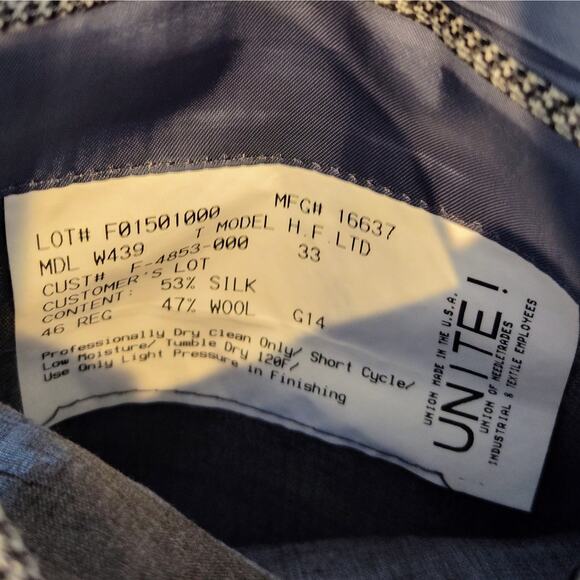 LOT# F01501000 MFG# 16637
MDL W439 T MODEL H.F.LTD
CUST# F-4853-000 33
CUSTOMER'S LOT
CONTENT: 53% SILK
47% WOOL G14
46 REG
Professionally Dry Clean Only/ Short Cycle/
Low Moisture/ Tumble Dry 120F/
Use Only Light Pressure in Finishing
UNION MADE IN THE U.S.A.
UNITE!
UNION OF NEEDLETRADES
INDUSTRIAL & TEXTILE EMPLOYEES